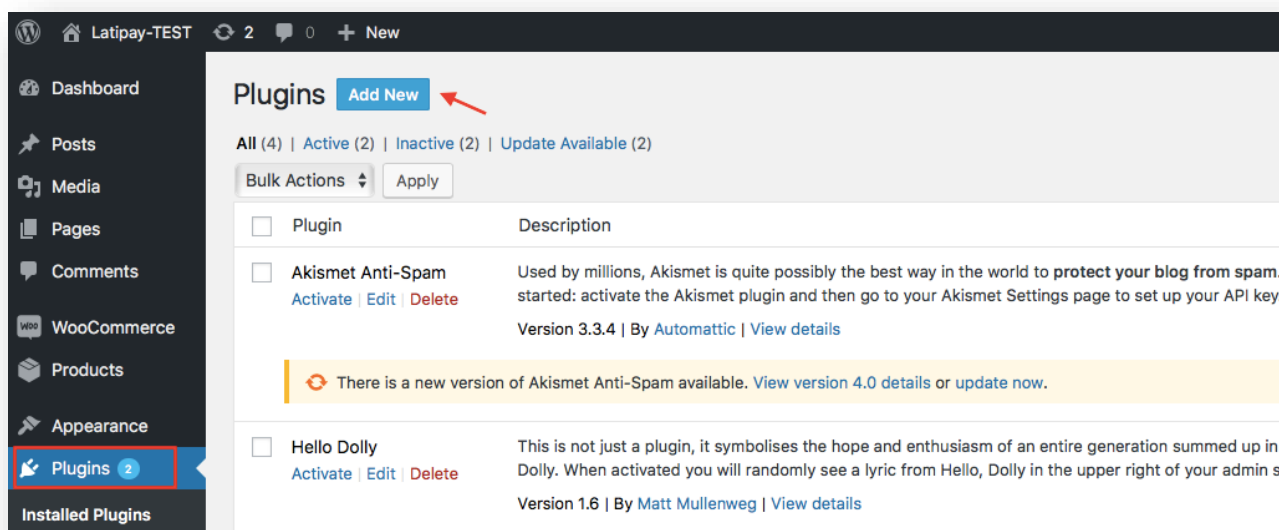 Latipay-TEST 2 0 + New
Dashboard
Posts
Media
Pages
Comments
WOO WooCommerce
Products
Appearance
Plugins 2
Installed Plugins
Plugins Add New
All (4) | Active (2) | Inactive (2) | Update Available (2)
Bulk Actions Apply
Plugin Description
Akismet Anti-Spam
Activate | Edit | Delete
Used by millions, Akismet is quite possibly the best way in the world to protect your blog from spam.
started: activate the Akismet plugin and then go to your Akismet Settings page to set up your API key
Version 3.3.4 | By Automattic | View details
There is a new version of Akismet Anti-Spam available. View version 4.0 details or update now.
Hello Dolly
Activate | Edit | Delete
This is not just a plugin, it symbolises the hope and enthusiasm of an entire generation summed up in
Dolly. When activated you will randomly see a lyric from Hello, Dolly in the upper right of your admin s
Version 1.6 | By Matt Mullenweg | View details